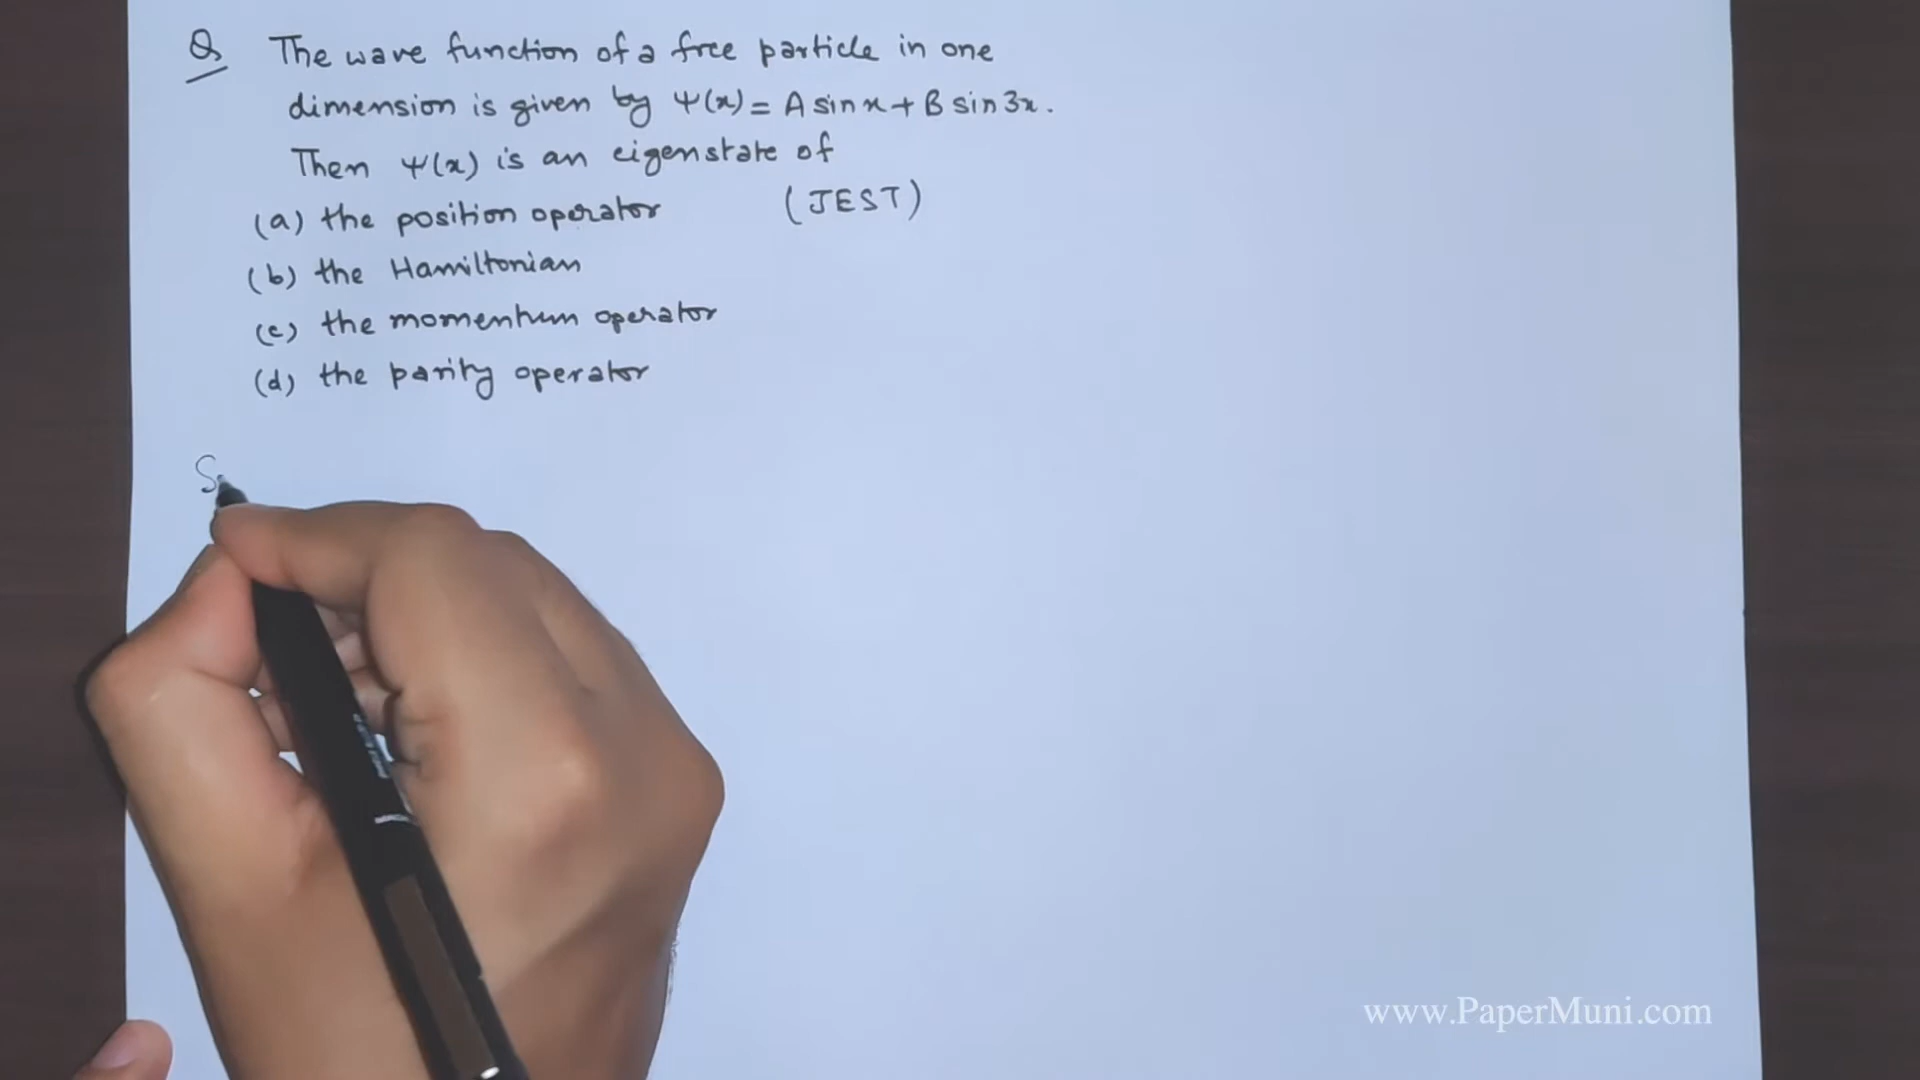 Q The wave function of a free particle in one
dimension is given by Ψ(x) = A sin x + B sin 3x.
Then Ψ(x) is an eigenstate of
(a) the position operator (JEST)
(b) the Hamiltonian
(c) the momentum operator
(d) the parity operator
So
www.PaperMuni.com